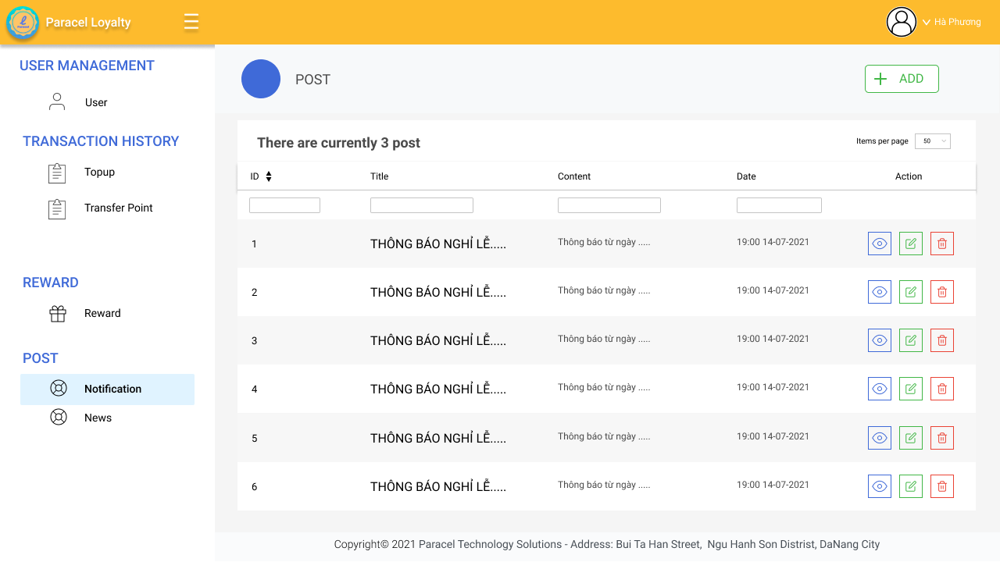 Paracel Loyalty
Hà Phương
USER MANAGEMENT
User
TRANSACTION HISTORY
Topup
Transfer Point
REWARD
Reward
POST
Notification
News
POST
ADD
There are currently 3 post
Items per page 50
ID Title Content Date Action
1 THÔNG BÁO NGHỈ LỄ..... Thông báo từ ngày ..... 19:00 14-07-2021
2 THÔNG BÁO NGHỈ LỄ..... Thông báo từ ngày ..... 19:00 14-07-2021
3 THÔNG BÁO NGHỈ LỄ..... Thông báo từ ngày ..... 19:00 14-07-2021
4 THÔNG BÁO NGHỈ LỄ..... Thông báo từ ngày ..... 19:00 14-07-2021
5 THÔNG BÁO NGHỈ LỄ..... Thông báo từ ngày ..... 19:00 14-07-2021
6 THÔNG BÁO NGHỈ LỄ..... Thông báo từ ngày ..... 19:00 14-07-2021
Copyright© 2021 Paracel Technology Solutions - Address: Bui Ta Han Street, Ngu Hanh Son Distrist, DaNang City